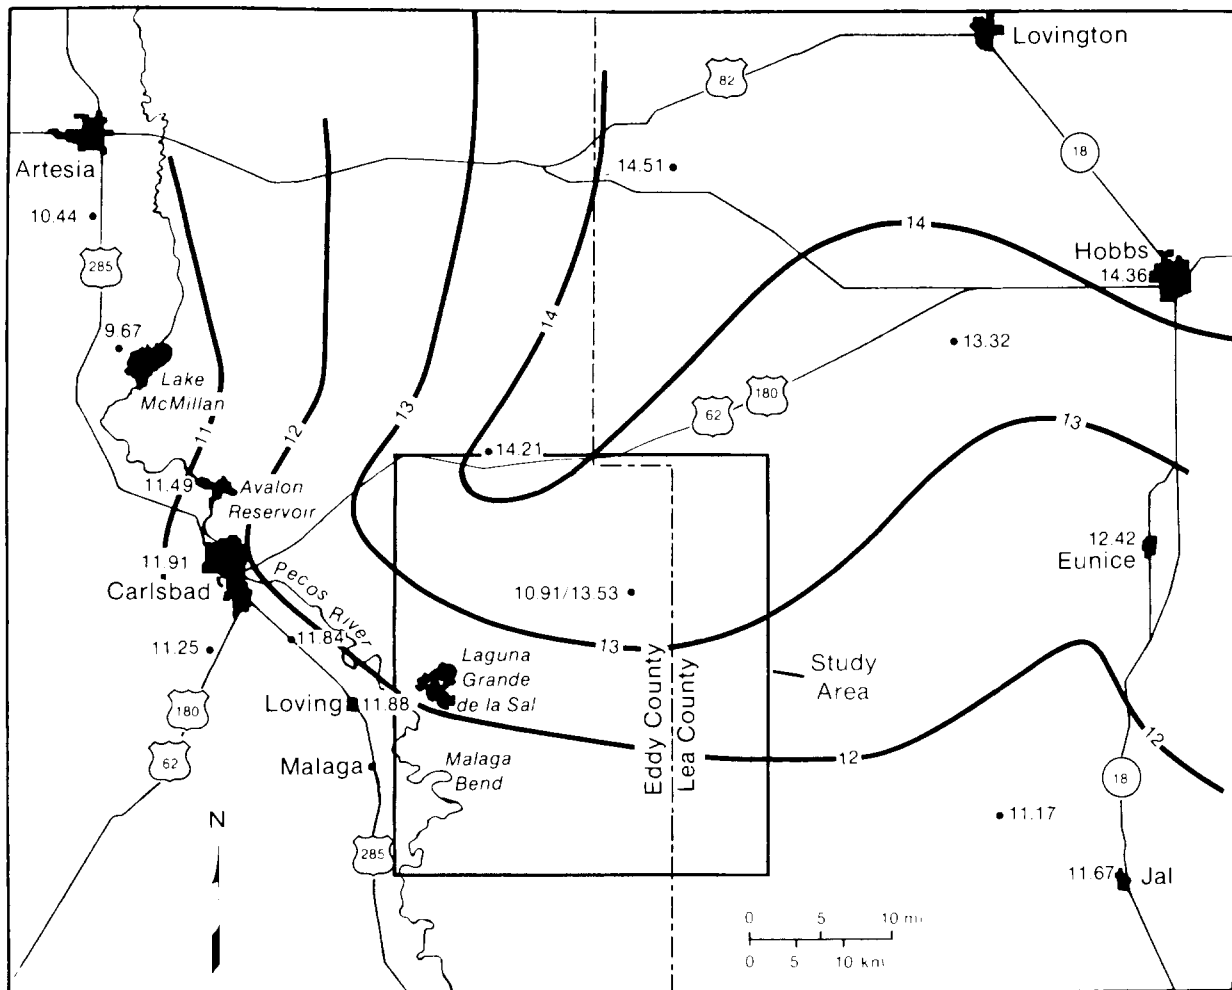 Lovington
82
Artesia
18
14.51
10.44
14
Hobbs
14.36
285
14
9.67
13.32
Lake
McMillan
180
62
13
11
12
13
14.21
11.49
Avalon
Reservoir
12.42
Eunice
11.91
Carlsbad
Pecos River
10.91/13.53
11.84
11.25
13
Laguna
Grande
de la Sal
Study
Area
Eddy County
Lea County
Loving
11.88
180
62
12
12
Malaga
Malaga
Bend
18
N
11.17
285
11.67
Jal
0 5 10 mi
0 5 10 km